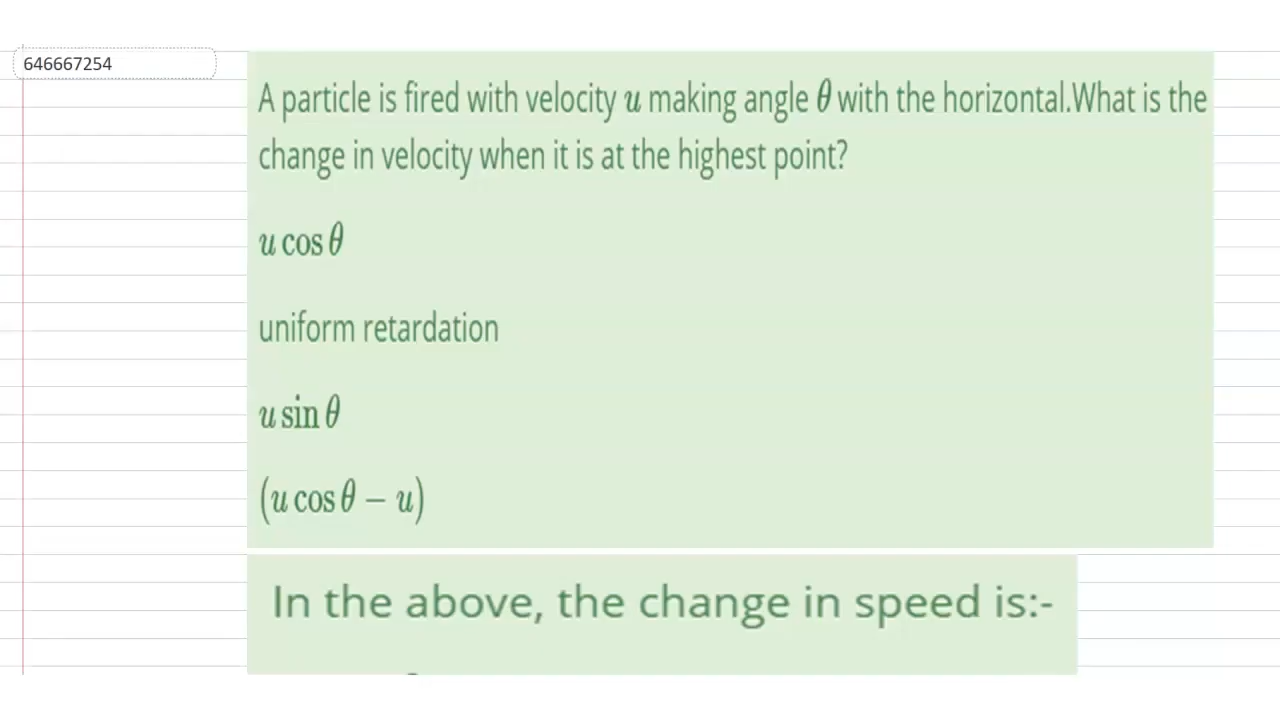 646667254
A particle is fired with velocity u making angle θ with the horizontal.What is the
change in velocity when it is at the highest point?
u cos θ
uniform retardation
u sin θ
(u cos θ − u)
In the above, the change in speed is:-